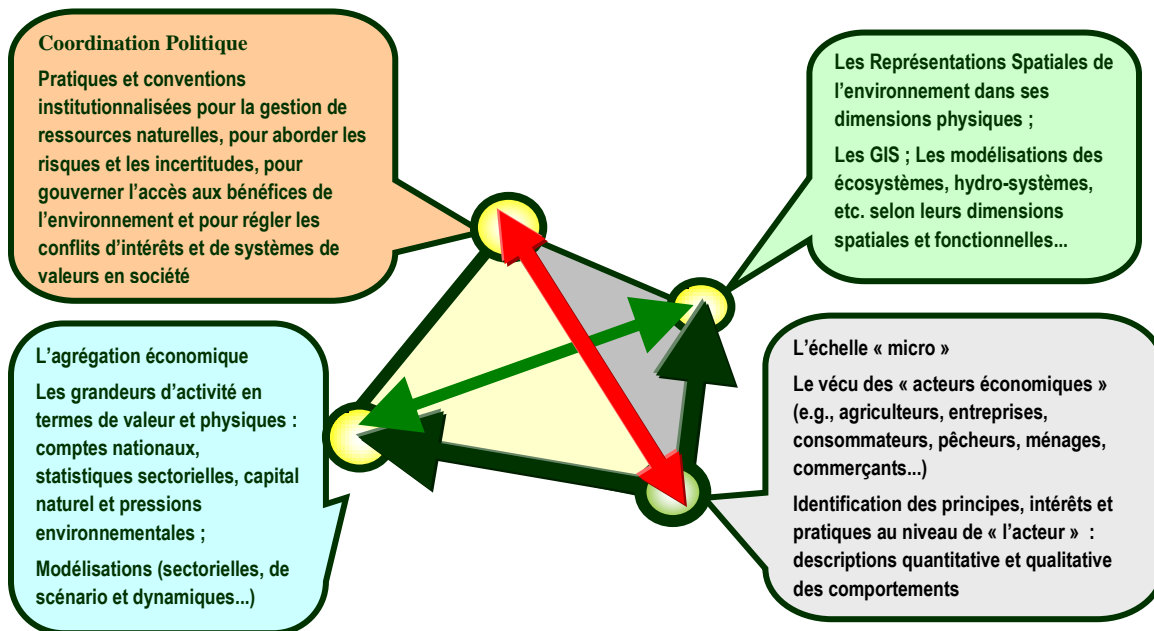 Coordination Politique
Pratiques et conventions
institutionnalisées pour la gestion de
ressources naturelles, pour aborder les
risques et les incertitudes, pour
gouverner l’accès aux bénéfices de
l’environnement et pour régler les
conflits d’intérêts et de systèmes de
valeurs en société
Les Représentations Spatiales de
l’environnement dans ses
dimensions physiques ;
Les GIS ; Les modélisations des
écosystèmes, hydro-systèmes,
etc. selon leurs dimensions
spatiales et fonctionnelles...
L’agrégation économique
Les grandeurs d’activité en
termes de valeur et physiques :
comptes nationaux,
statistiques sectorielles, capital
naturel et pressions
environnementales ;
Modélisations (sectorielles, de
scénario et dynamiques...)
L’échelle « micro »
Le vécu des « acteurs économiques »
(e.g., agriculteurs, entreprises,
consommateurs, pêcheurs, ménages,
commerçants...)
Identification des principes, intérêts et
pratiques au niveau de « l’acteur » :
descriptions quantitative et qualitative
des comportements